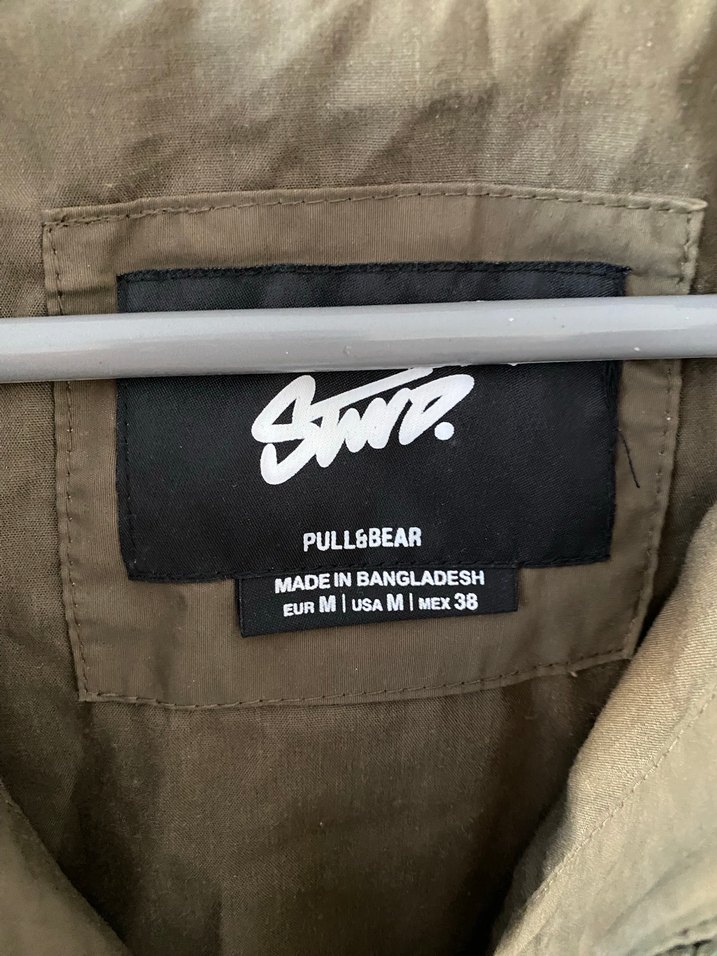 STWD.
PULL&BEAR
MADE IN BANGLADESH
EUR M | USA M | MEX 38